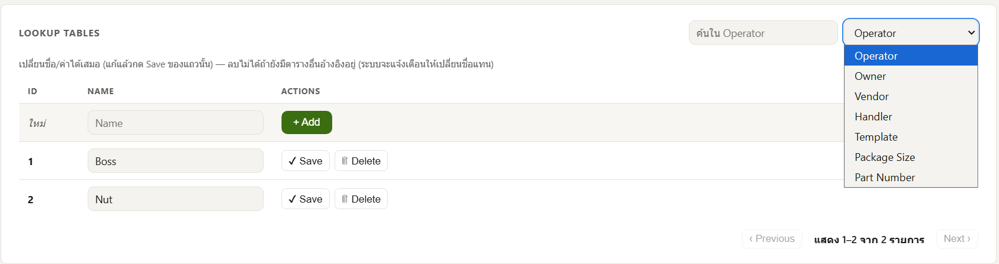 LOOKUP TABLES
ค้นใน Operator
Operator
Operator
Owner
Vendor
Handler
Template
Package Size
Part Number
เปลี่ยนชื่อ/ค่าได้เสมอ (แก้แล้วกด Save ของแถวนั้น) — ลบไม่ได้ถ้ายังมีตารางอื่นอ้างอิงอยู่ (ระบบจะแจ้งเตือนให้เปลี่ยนชื่อแทน)
ID NAME ACTIONS
ใหม่ Name + Add
1 Boss ✓ Save 🗑 Delete
2 Nut ✓ Save 🗑 Delete
‹ Previous แสดง 1–2 จาก 2 รายการ Next ›